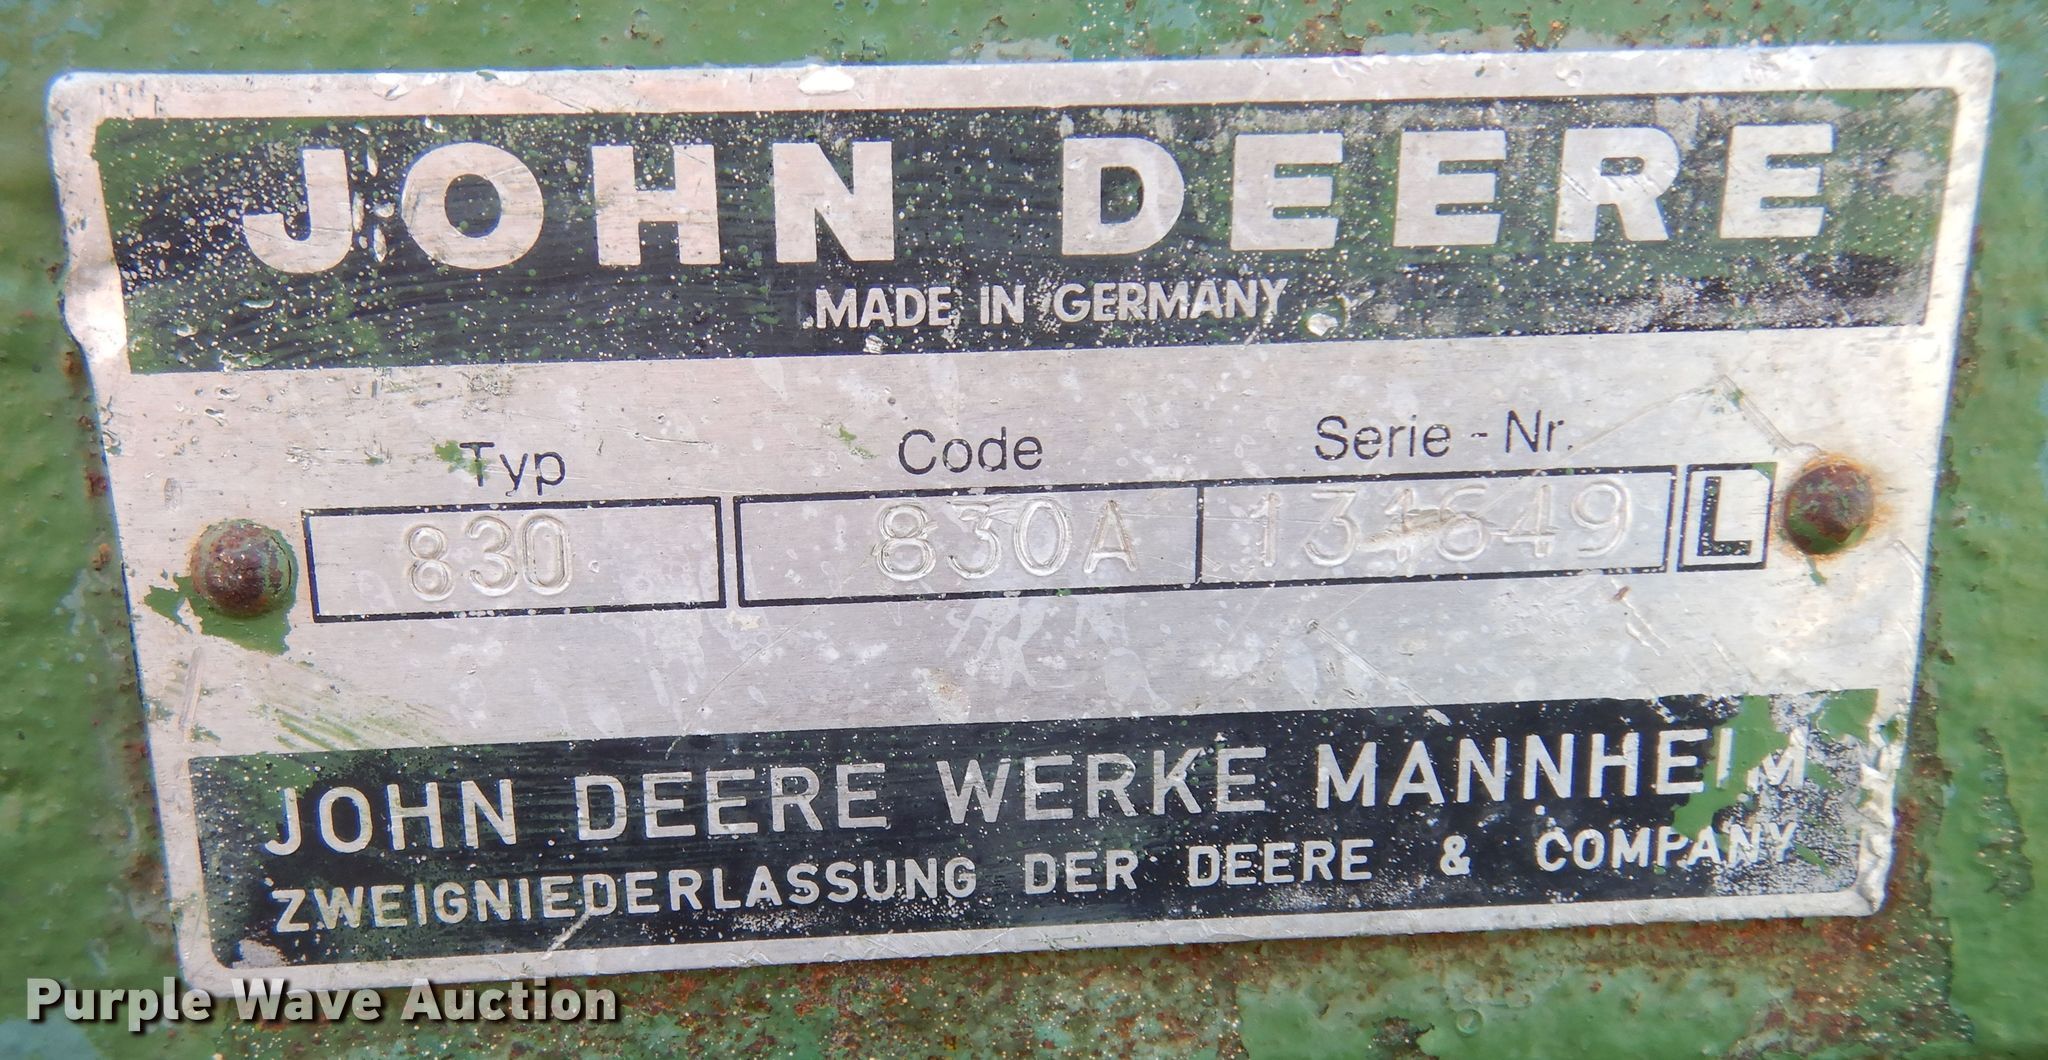 JOHN DEERE
MADE IN GERMANY
Typ Code Serie - Nr.
830 830A 131649 L
JOHN DEERE WERKE MANNHEIM
ZWEIGNIEDERLASSUNG DER DEERE & COMPANY
Purple Wave Auction